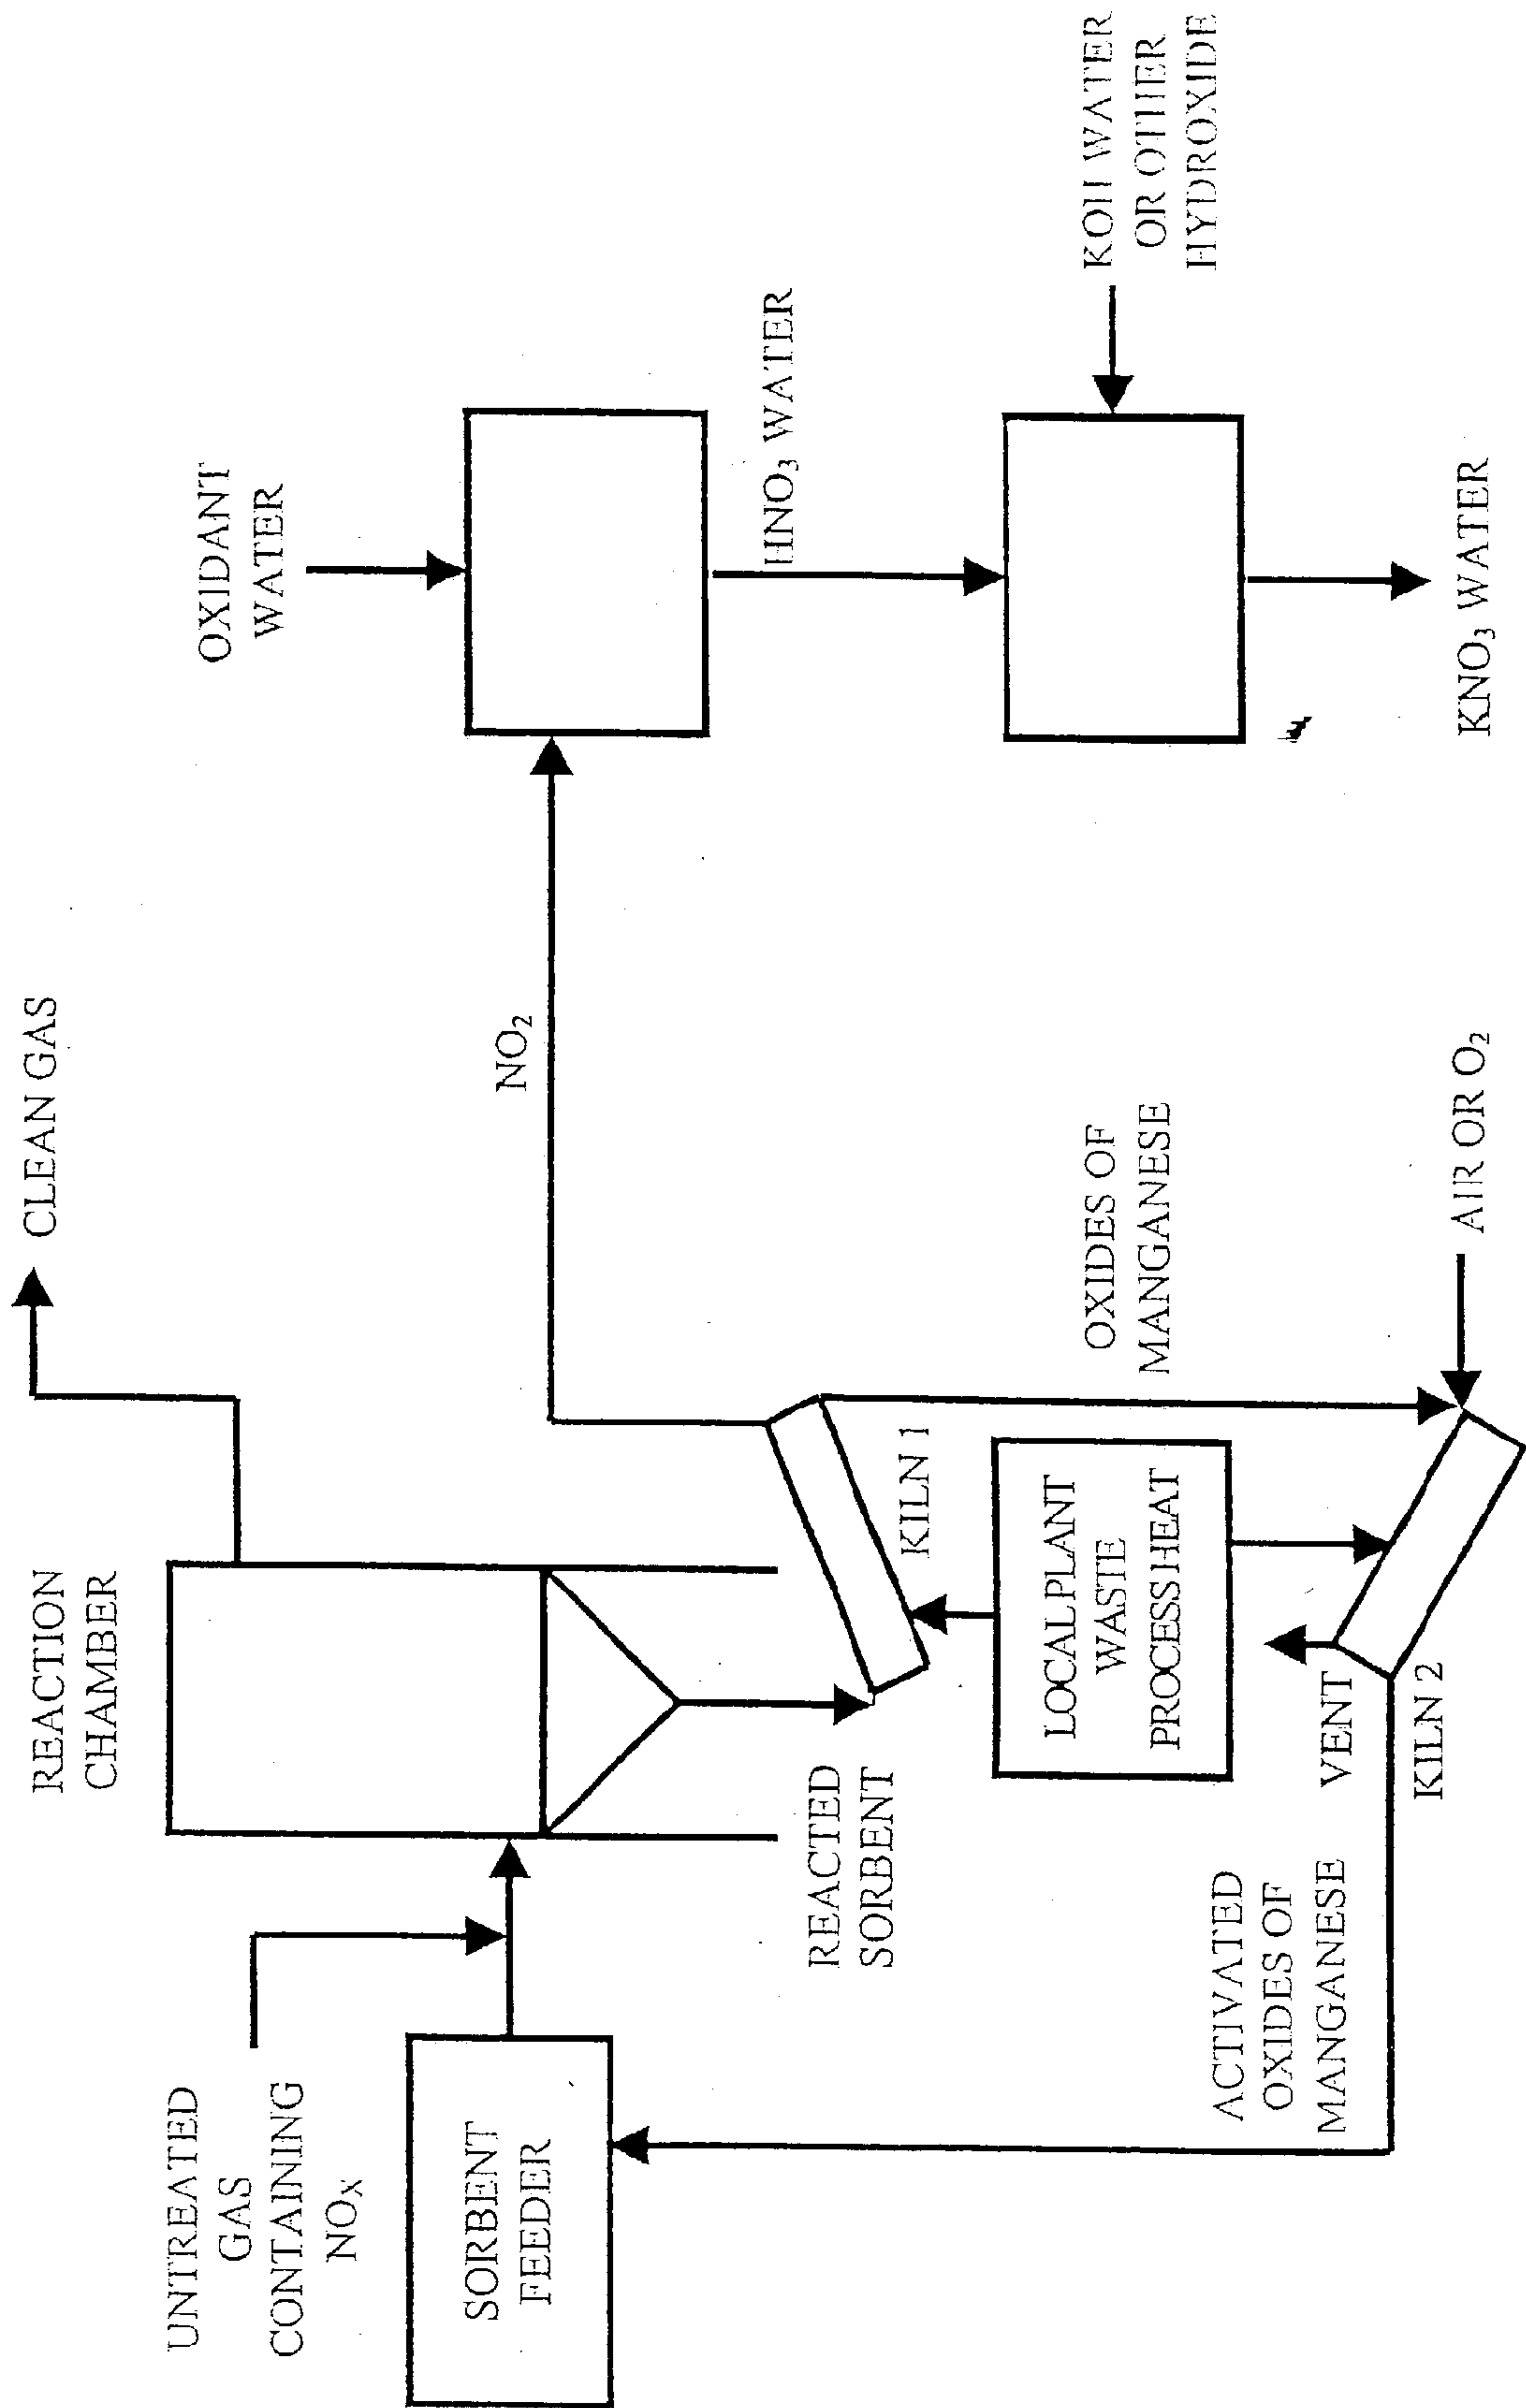 REACTION
CHAMBER
CLEAN GAS
UNTREATED
GAS
CONTAINING
NOₓ
SORBENT
FEEDER
OXIDANT
WATER
NO₂
HNO₃ WATER
REACTED
SORBENT
KILN 1
LOCAL PLANT
WASTE
PROCESS HEAT
OXIDES OF
MANGANESE
KOH WATER
OR OTHER
HYDROXIDE
ACTIVATED
OXIDES OF
MANGANESE
VENT
KILN 2
AIR OR O₂
KNO₃ WATER